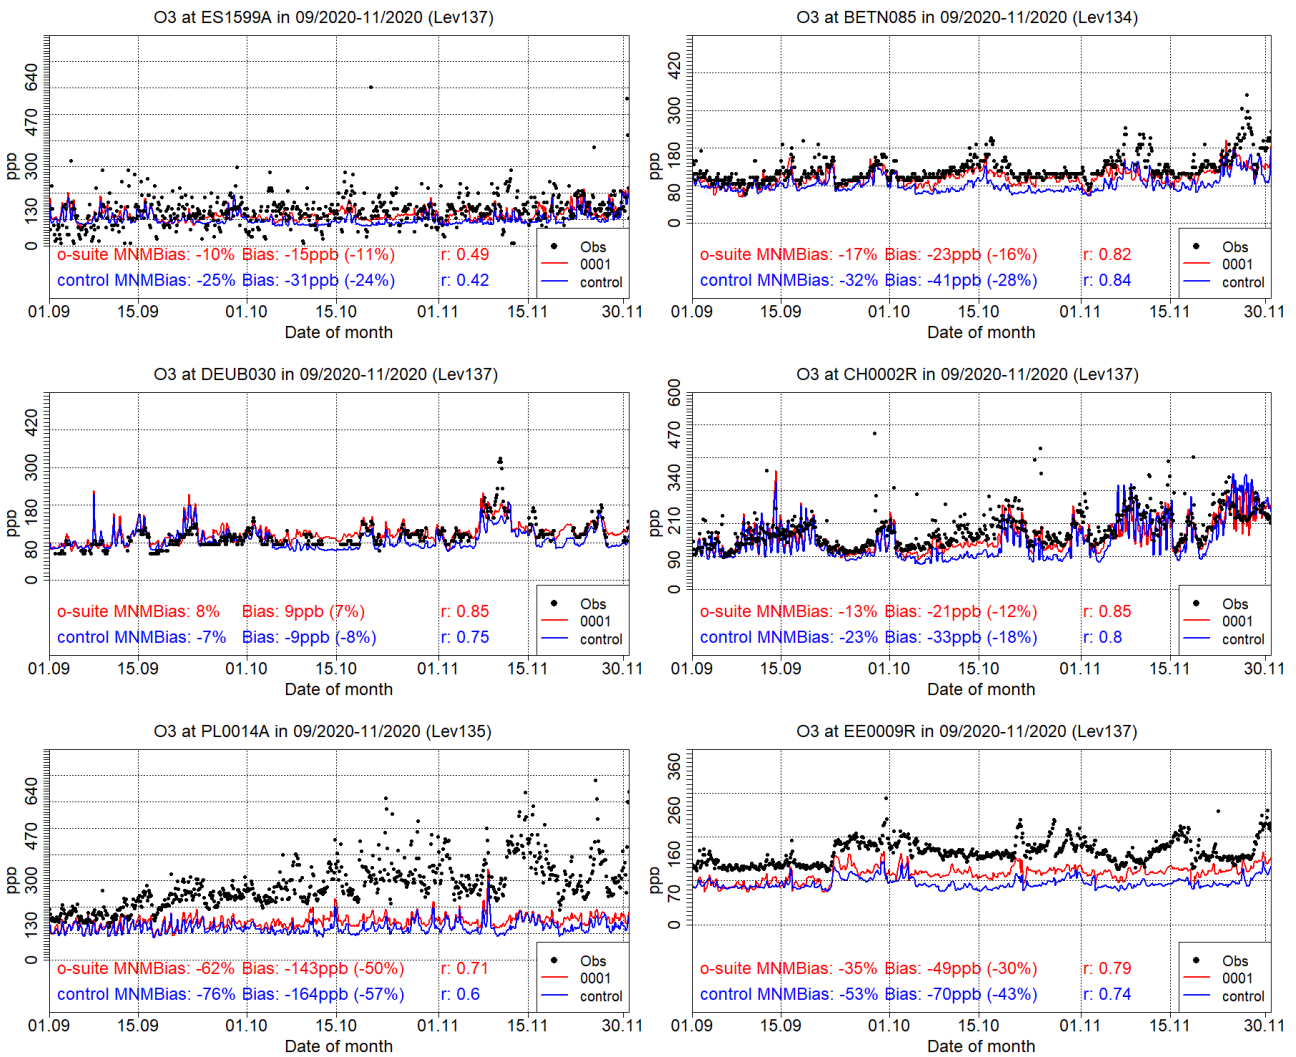 O3 at ES1599A in 09/2020-11/2020 (Lev137)
ppp
0 130 300 470 640
o-suite MNMBias: -10% Bias: -15ppb (-11%) r: 0.49
control MNMBias: -25% Bias: -31ppb (-24%) r: 0.42
Obs
0001
control
01.09 15.09 01.10 15.10 01.11 15.11 30.11
Date of month
O3 at BETN085 in 09/2020-11/2020 (Lev134)
ppp
0 80 180 300 420
o-suite MNMBias: -17% Bias: -23ppb (-16%) r: 0.82
control MNMBias: -32% Bias: -41ppb (-28%) r: 0.84
Obs
0001
control
01.09 15.09 01.10 15.10 01.11 15.11 30.11
Date of month
O3 at DEUB030 in 09/2020-11/2020 (Lev137)
ppp
0 80 180 300 420
o-suite MNMBias: 8% Bias: 9ppb (7%) r: 0.85
control MNMBias: -7% Bias: -9ppb (-8%) r: 0.75
Obs
0001
control
01.09 15.09 01.10 15.10 01.11 15.11 30.11
Date of month
O3 at CH0002R in 09/2020-11/2020 (Lev137)
ppp
0 90 210 340 470 600
o-suite MNMBias: -13% Bias: -21ppb (-12%) r: 0.85
control MNMBias: -23% Bias: -33ppb (-18%) r: 0.8
Obs
0001
control
01.09 15.09 01.10 15.10 01.11 15.11 30.11
Date of month
O3 at PL0014A in 09/2020-11/2020 (Lev135)
ppp
0 130 300 470 640
o-suite MNMBias: -62% Bias: -143ppb (-50%) r: 0.71
control MNMBias: -76% Bias: -164ppb (-57%) r: 0.6
Obs
0001
control
01.09 15.09 01.10 15.10 01.11 15.11 30.11
Date of month
O3 at EE0009R in 09/2020-11/2020 (Lev137)
ppp
0 70 160 260 360
o-suite MNMBias: -35% Bias: -49ppb (-30%) r: 0.79
control MNMBias: -53% Bias: -70ppb (-43%) r: 0.74
Obs
0001
control
01.09 15.09 01.10 15.10 01.11 15.11 30.11
Date of month